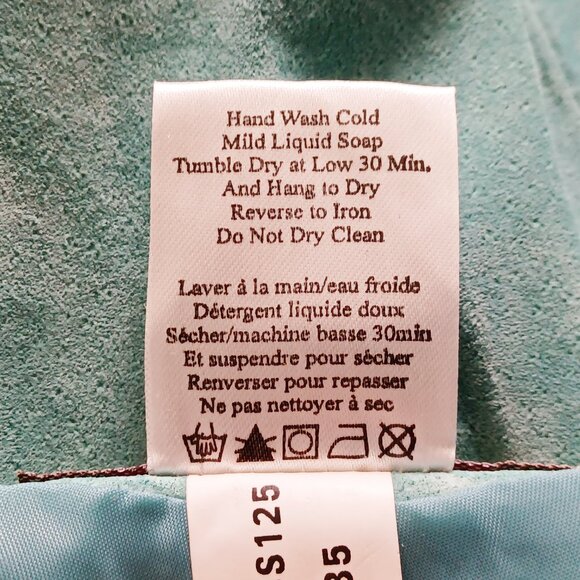 Hand Wash Cold
Mild Liquid Soap
Tumble Dry at Low 30 Min.
And Hang to Dry
Reverse to Iron
Do Not Dry Clean
Laver à la main/eau froide
Détergent liquide doux
Sécher/machine basse 30min
Et suspendre pour sécher
Renverser pour repasser
Ne pas nettoyer à sec
S125
35